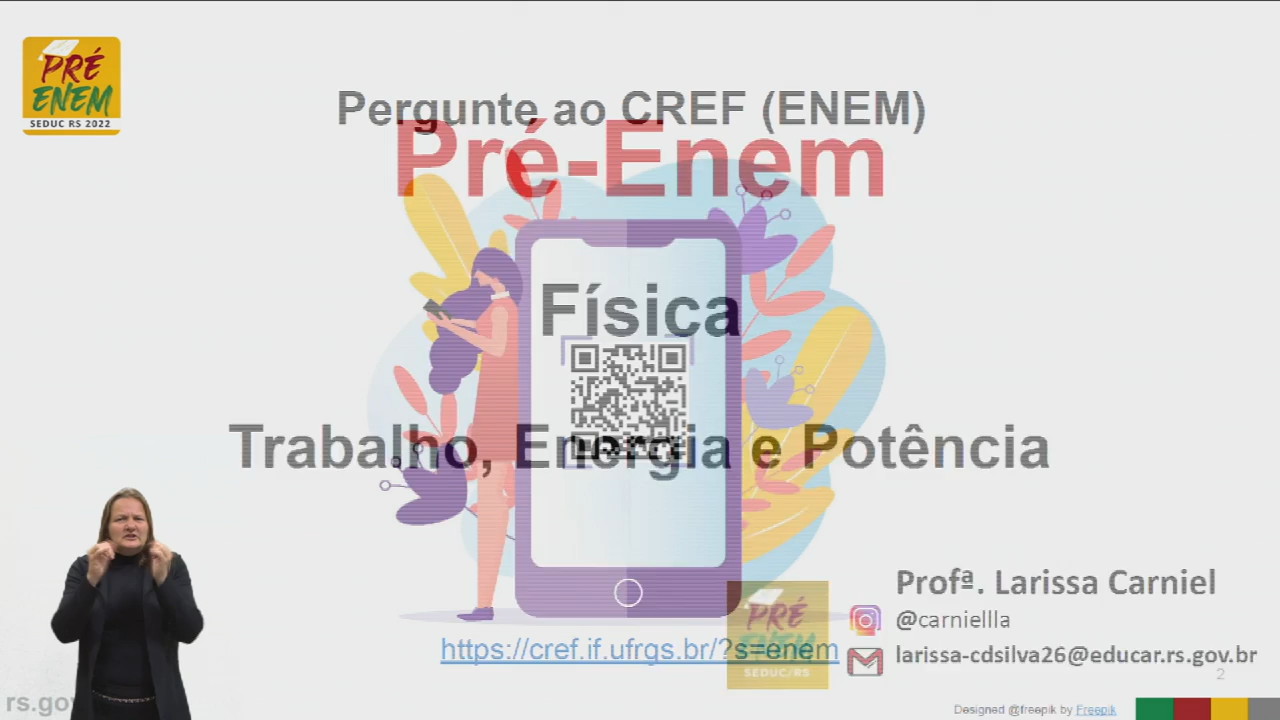 PRÉ
ENEM
SEDUC RS 2022
Pergunte ao CREF (ENEM)
Pré-Enem
Física
Trabalho, Energia e Potência
Profª. Larissa Carniel
@carniellla
https://cref.if.ufrgs.br/?s=enem
larissa-cdsilva26@educar.rs.gov.br
PRÉ
ENEM
SEDUC/RS
2
rs.gov
Designed @freepik by Freepik